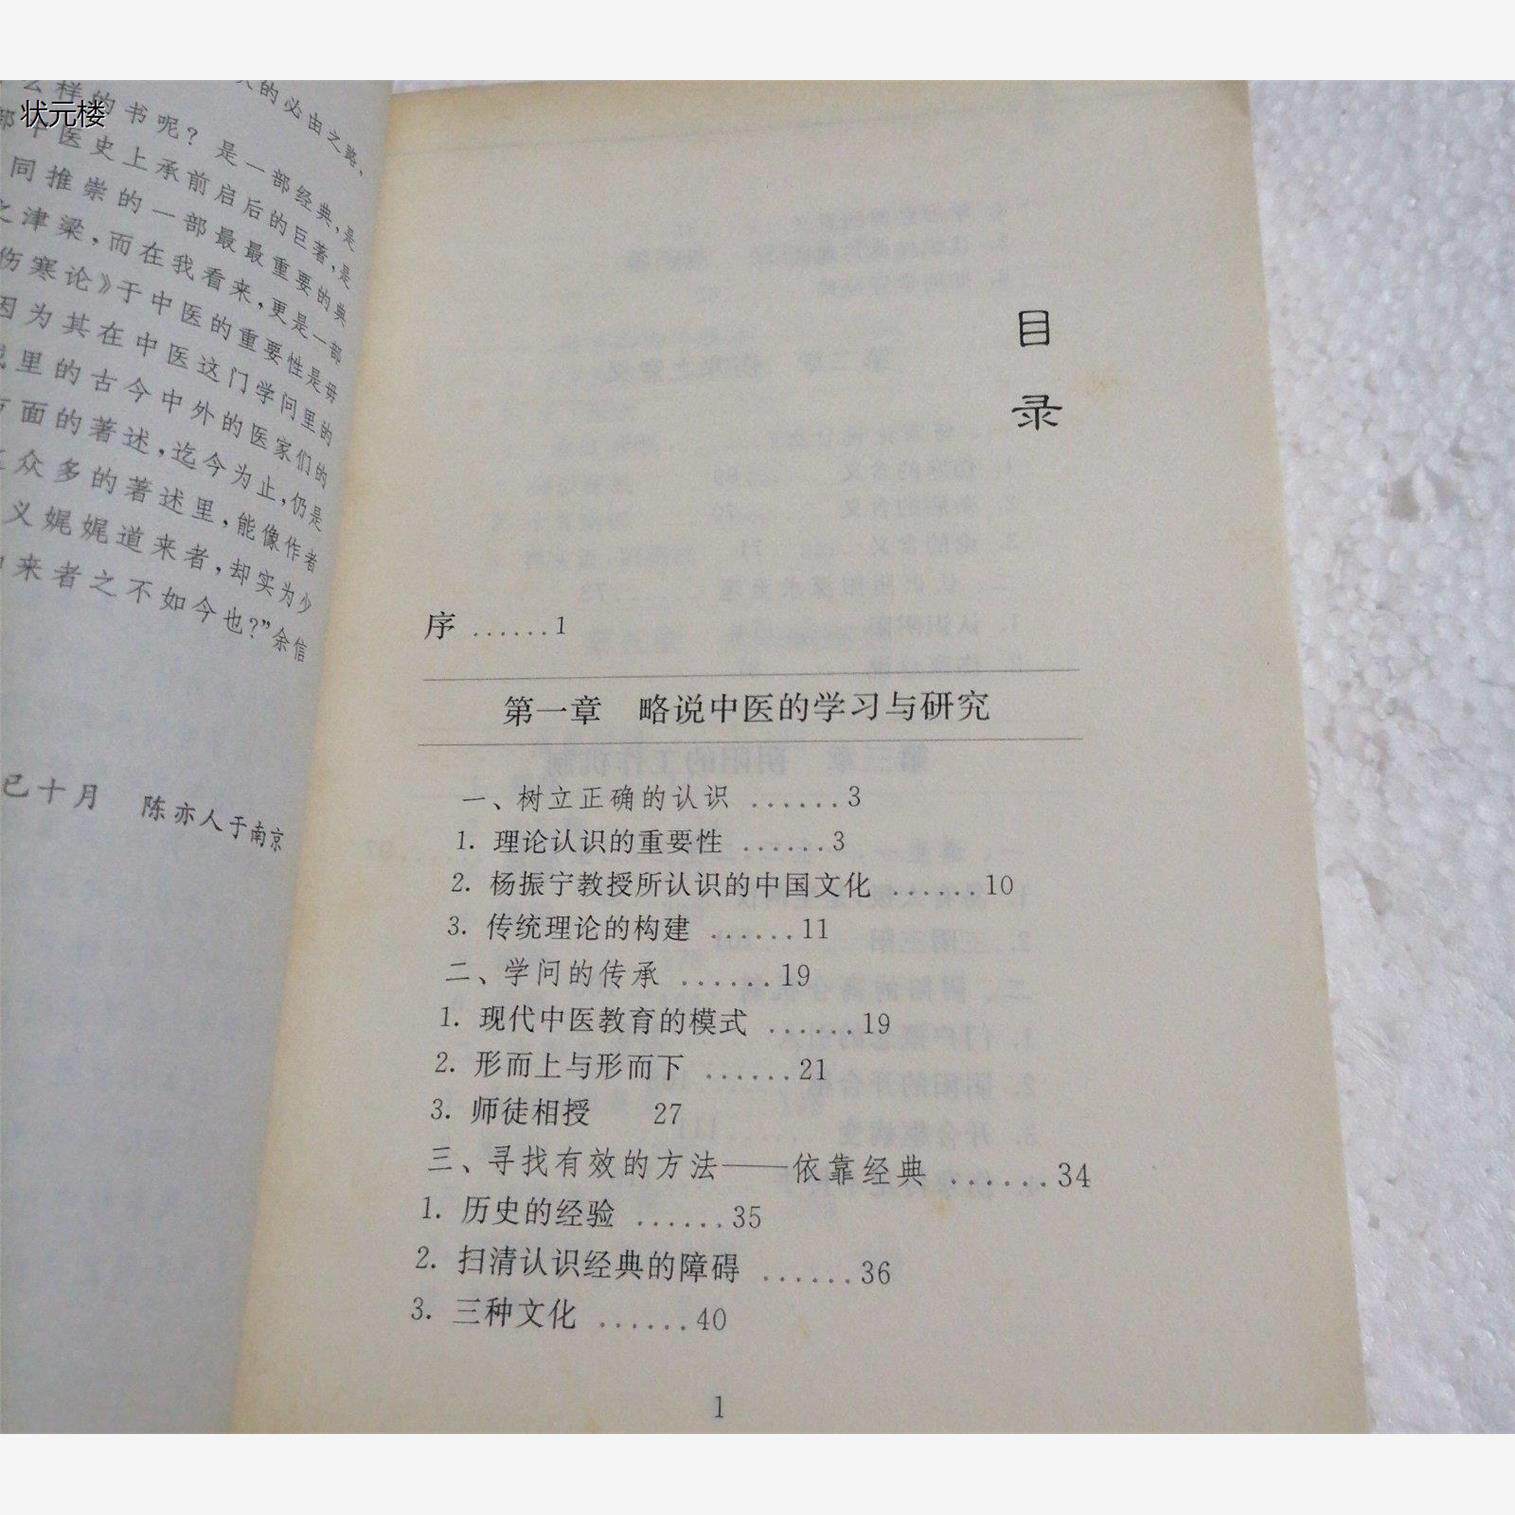 状元楼
的必由之路、
么样的书呢？是一部经典，是
部中医史上承前启后的巨著，是
同推崇的一部最最重要的典
之津梁，而在我看来，更是一部
伤寒论》于中医的重要性是毋
因为其在中医这门学问里的
域里的古今中外的医家们的
方面的著述，迄今为止，仍是
众多的著述里，能像作者
义娓娓道来者，却实为少
来者之不如今也？”余信
巳十月 陈亦人于南京
目录
序 ......1
第一章 略说中医的学习与研究
一、树立正确的认识 ......3
1. 理论认识的重要性 ......3
2. 杨振宁教授所认识的中国文化 ......10
3. 传统理论的构建 ......11
二、学问的传承 ......19
1. 现代中医教育的模式 ......19
2. 形而上与形而下 ......21
3. 师徒相授 27
三、寻找有效的方法——依靠经典 ......34
1. 历史的经验 ......35
2. 扫清认识经典的障碍 ......36
3. 三种文化 ......40
1